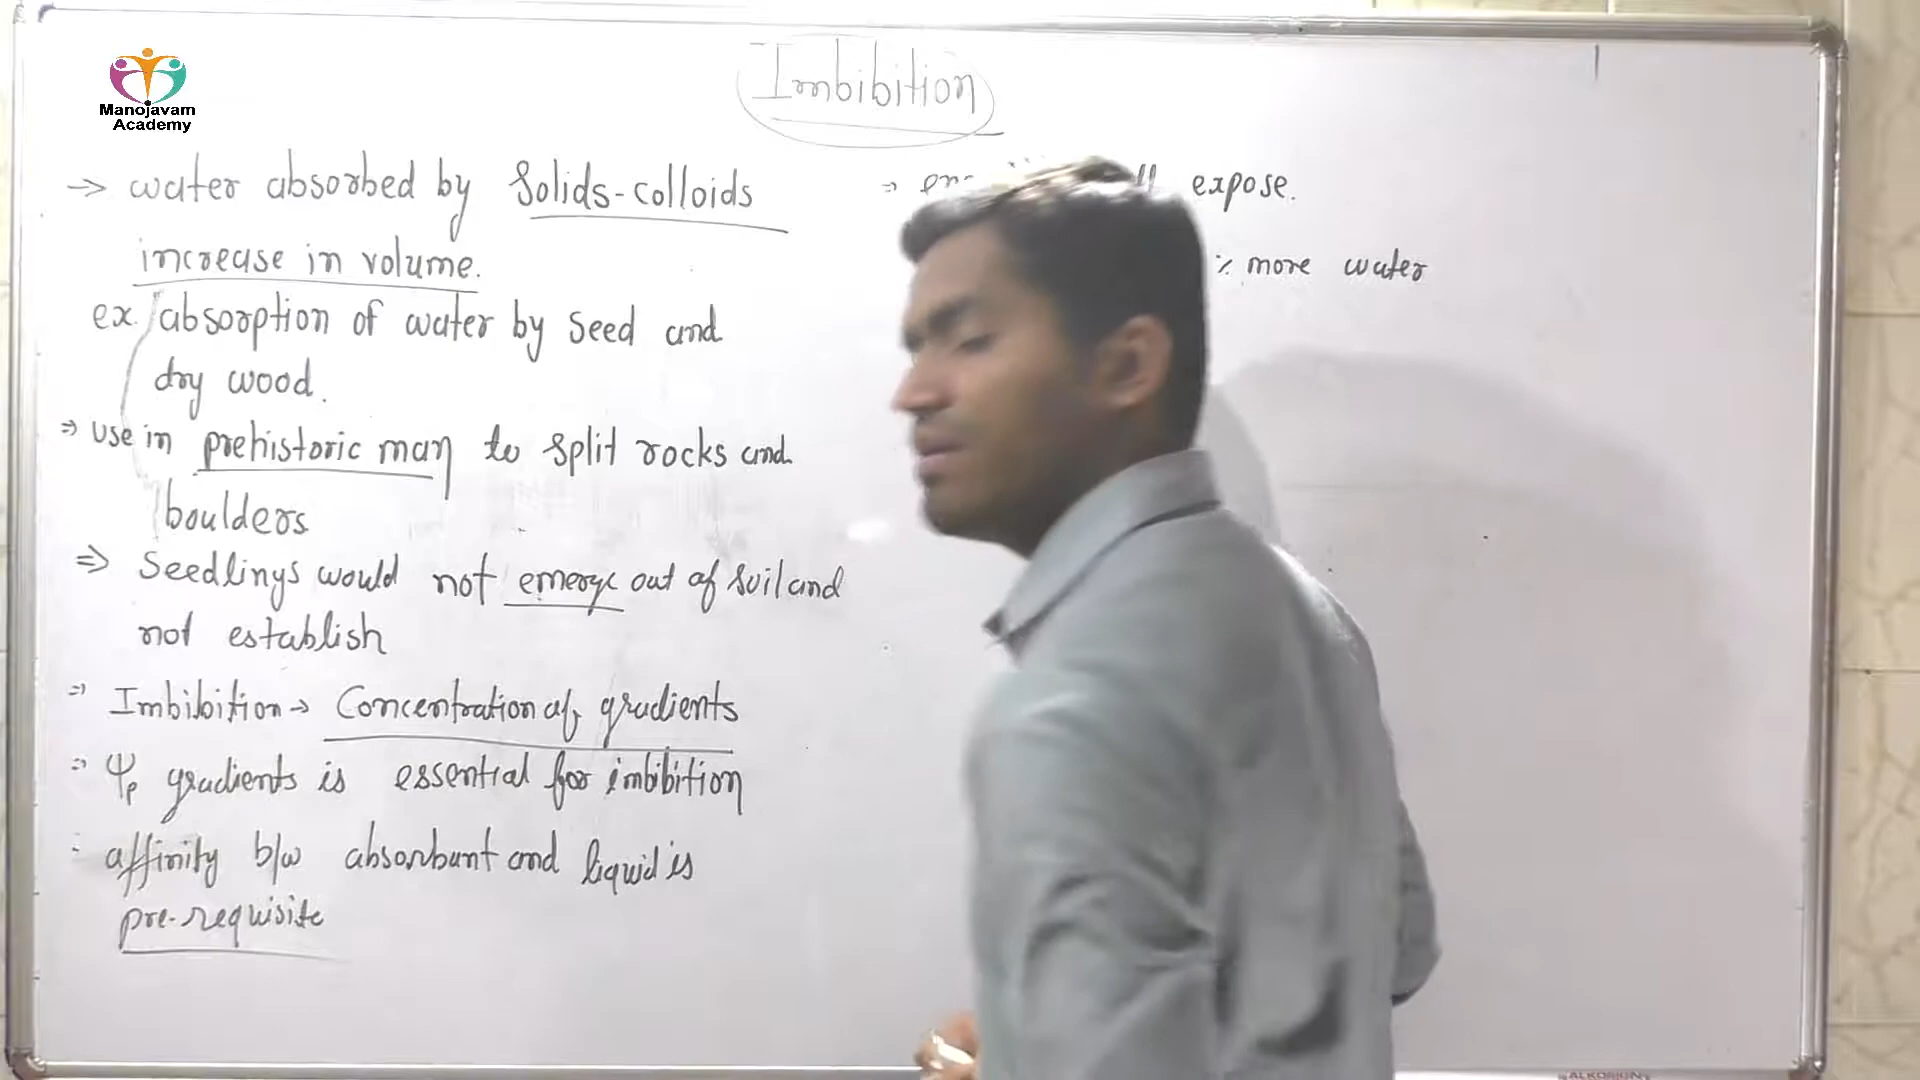 Manojavam
Academy
Imbibition
→ water absorbed by Solids-colloids
increase in volume.
ex. absorption of water by seed and
dry wood.
⇒ use in prehistoric man to split rocks and
boulders
⇒ Seedlings would not emerge out of soil and
not establish
⇒ Imbibition → Concentration of gradients
⇒ Ψp gradients is essential for imbibition
affinity b/w absorbant and liquid is
pre-requisite
⇒ expose.
% more water
ALKOSIGN